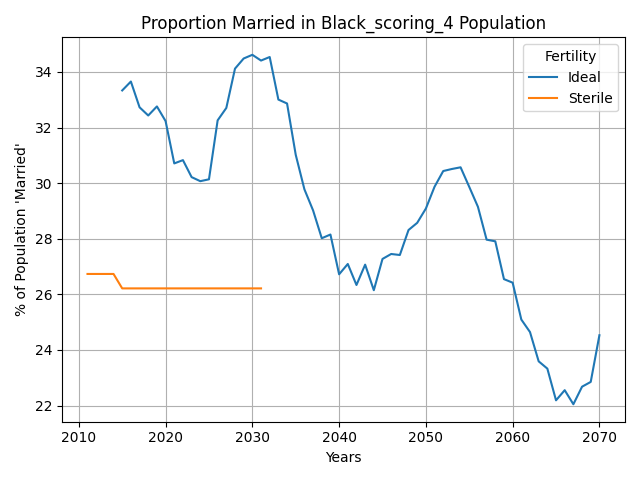 Proportion Married in Black_scoring_4 Population
Fertility
Ideal
Sterile
% of Population 'Married'
34
32
30
28
26
24
22
2010 2020 2030 2040 2050 2060 2070
Years